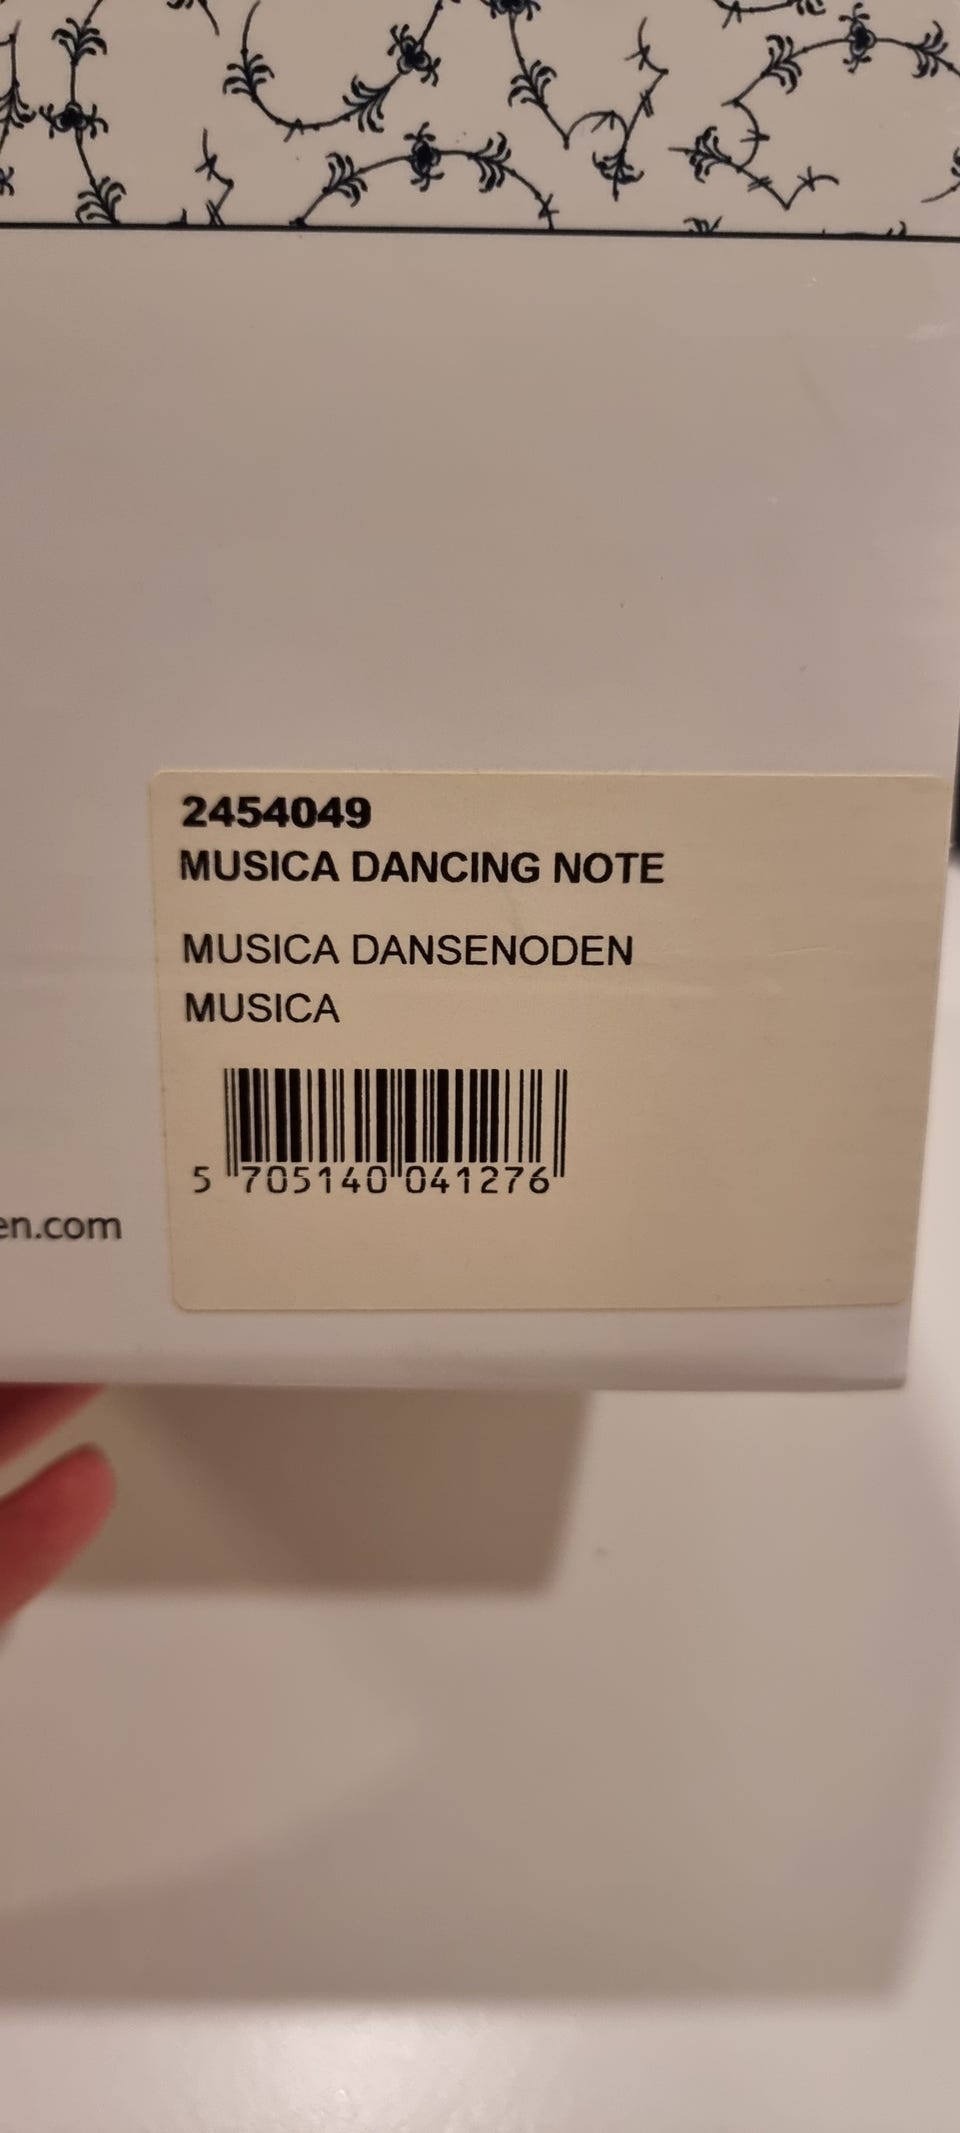 2454049
MUSICA DANCING NOTE
MUSICA DANSENODEN
MUSICA
5 705140 041276
en.com